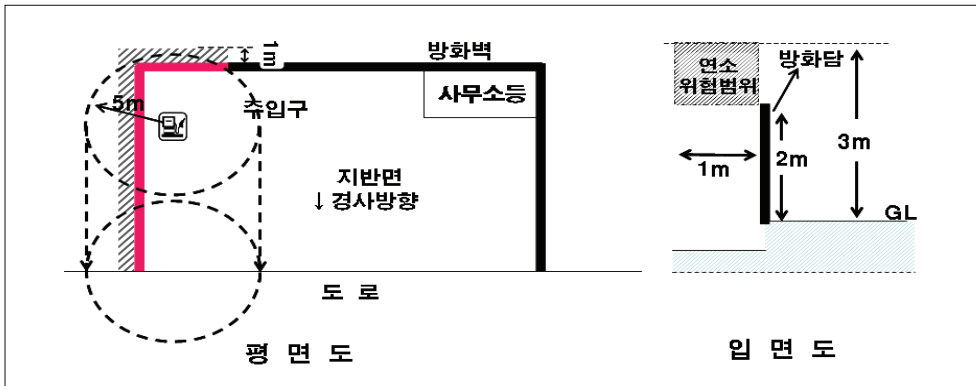 1m
방화벽
5m
주입구
사무소등
지반면
↓ 경사방향
도 로
평 면 도
연소
위험범위
방화담
1m
2m
3m
GL
입 면 도